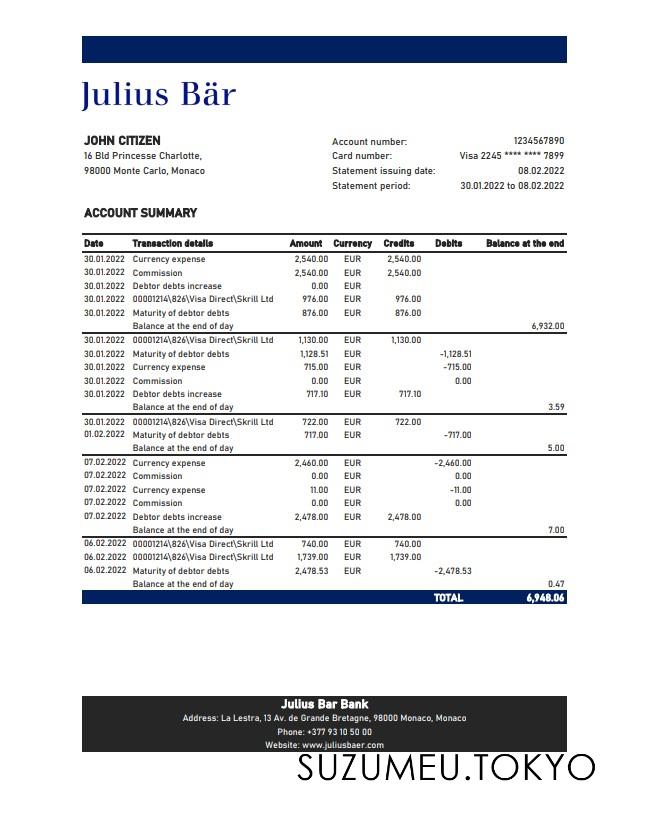 Julius Bär
JOHN CITIZEN
16 Bld Princesse Charlotte,
98000 Monte Carlo, Monaco
Account number: 1234567890
Card number: Visa 2245 **** **** 7899
Statement issuing date: 08.02.2022
Statement period: 30.01.2022 to 08.02.2022
ACCOUNT SUMMARY
Date Transaction details Amount Currency Credits Debits Balance at the end
30.01.2022 Currency expense 2,540.00 EUR 2,540.00
30.01.2022 Commission 2,540.00 EUR 2,540.00
30.01.2022 Debtor debts increase 0.00 EUR
30.01.2022 00001214\826\Visa Direct\Skrill Ltd 976.00 EUR 976.00
30.01.2022 Maturity of debtor debts 876.00 EUR 876.00
Balance at the end of day 6,932.00
30.01.2022 00001214\826\Visa Direct\Skrill Ltd 1,130.00 EUR 1,130.00
30.01.2022 Maturity of debtor debts 1,128.51 EUR -1,128.51
30.01.2022 Currency expense 715.00 EUR -715.00
30.01.2022 Commission 0.00 EUR 0.00
30.01.2022 Debtor debts increase 717.10 EUR 717.10
Balance at the end of day 3.59
30.01.2022 00001214\826\Visa Direct\Skrill Ltd 722.00 EUR 722.00
01.02.2022 Maturity of debtor debts 717.00 EUR -717.00
Balance at the end of day 5.00
07.02.2022 Currency expense 2,460.00 EUR -2,460.00
07.02.2022 Commission 0.00 EUR 0.00
07.02.2022 Currency expense 11.00 EUR -11.00
07.02.2022 Commission 0.00 EUR 0.00
07.02.2022 Debtor debts increase 2,478.00 EUR 2,478.00
Balance at the end of day 7.00
06.02.2022 00001214\826\Visa Direct\Skrill Ltd 740.00 EUR 740.00
06.02.2022 00001214\826\Visa Direct\Skrill Ltd 1,739.00 EUR 1,739.00
06.02.2022 Maturity of debtor debts 2,478.53 EUR -2,478.53
Balance at the end of day 0.47
TOTAL 6,948.06
Julius Bar Bank
Address: La Lestra, 13 Av. de Grande Bretagne, 98000 Monaco, Monaco
Phone: +377 93 10 50 00
Website: www.juliusbaer.com
SUZUMEU.TOKYO